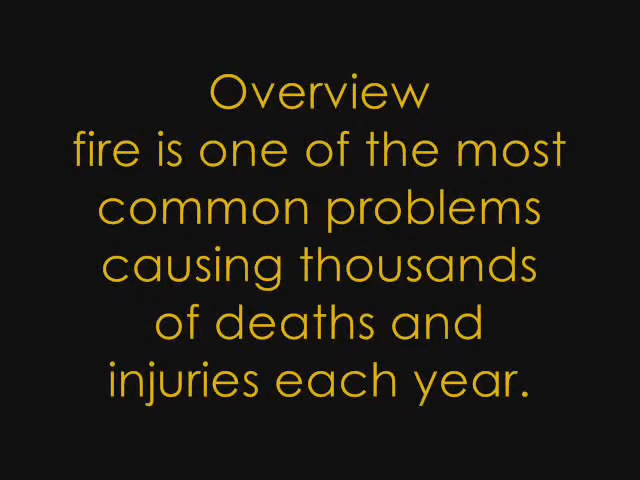 Overview
fire is one of the most
common problems
causing thousands
of deaths and
injuries each year.